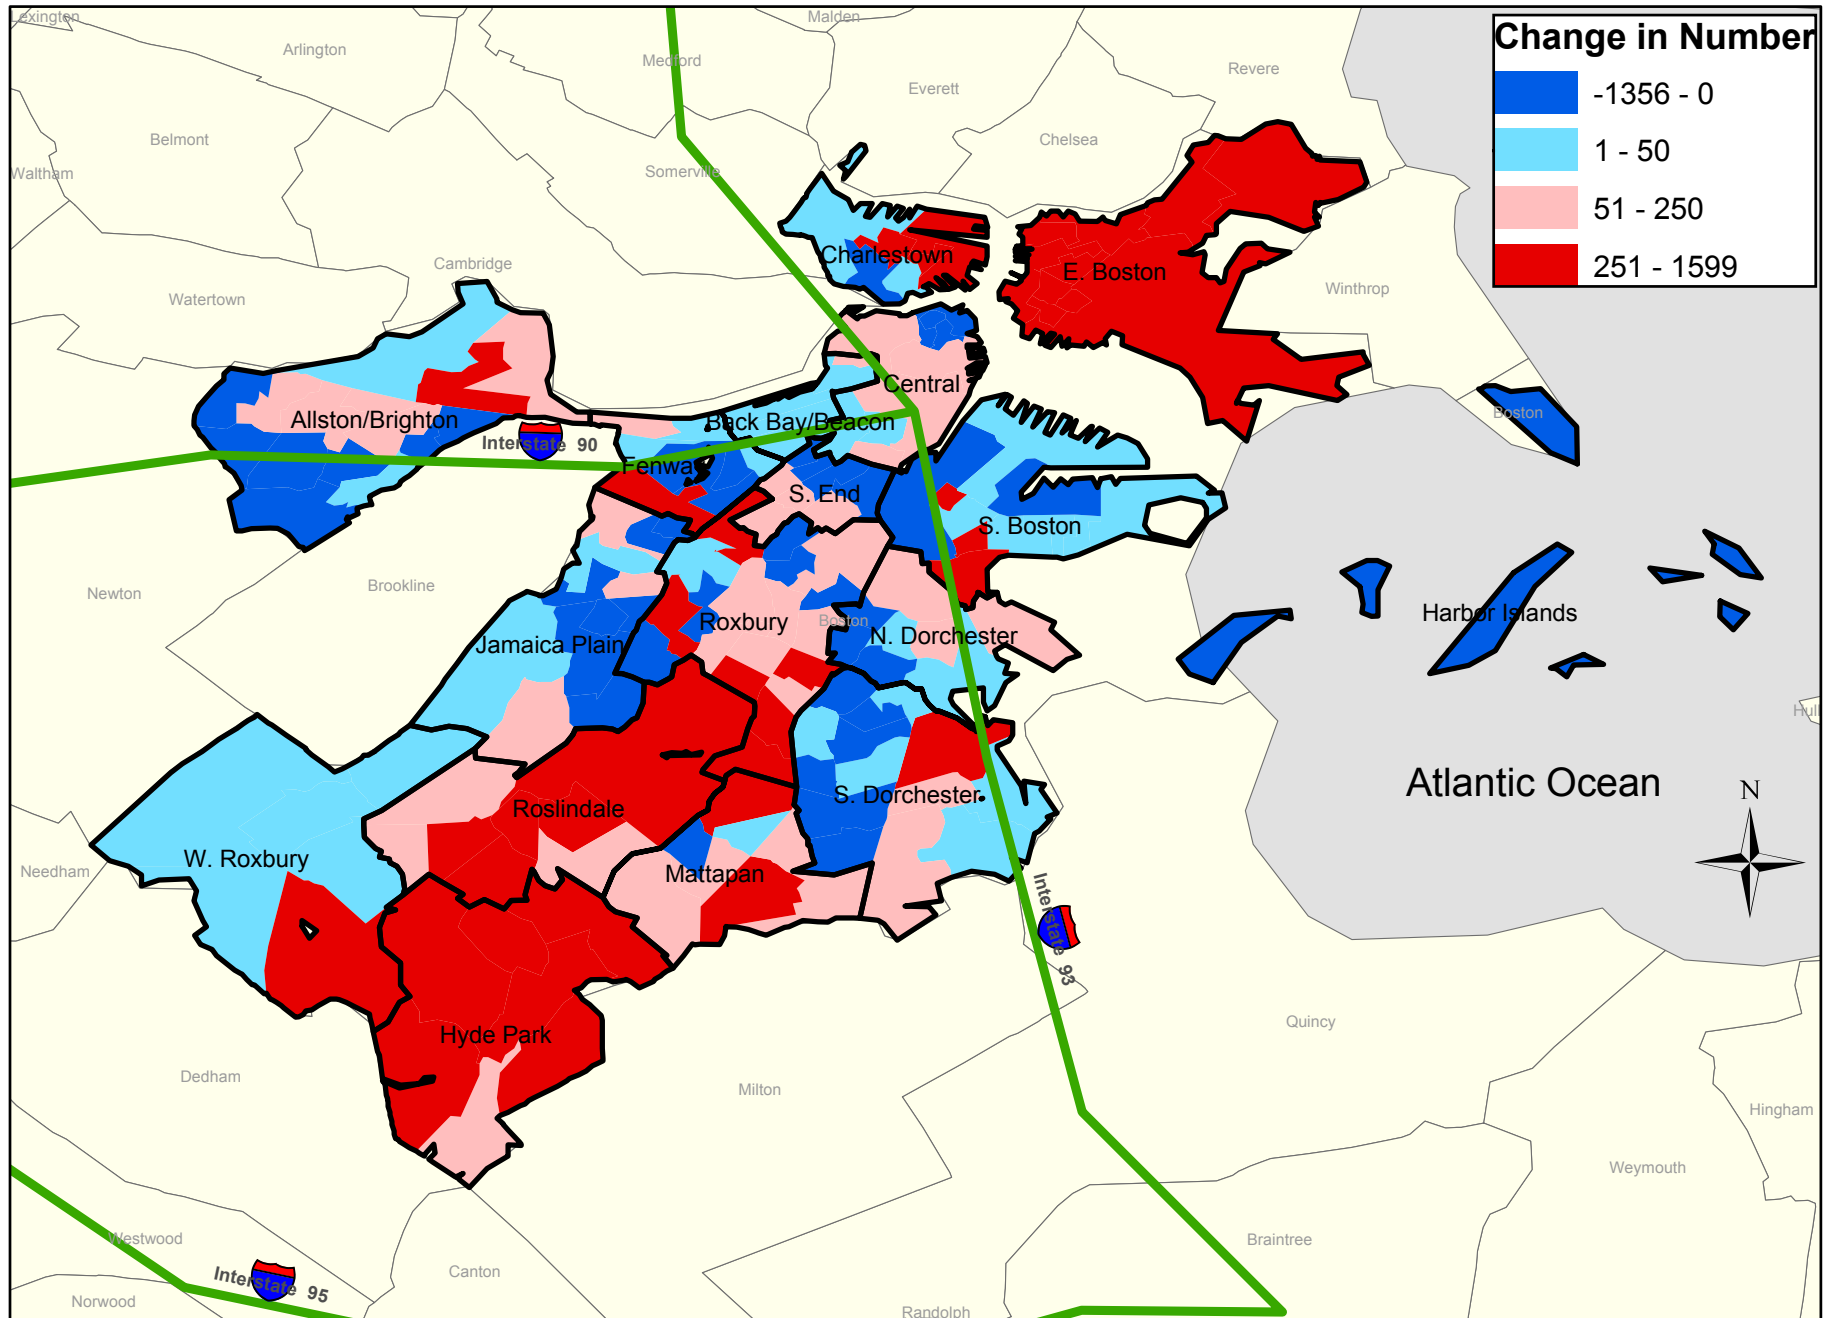 Lexington
Malden
Arlington
Medford
Revere
Everett
Belmont
Chelsea
Waltham
Somerville
Change in Number
-1356 - 0
1 - 50
51 - 250
251 - 1599
Charlestown
Cambridge
E. Boston
Watertown
Winthrop
Central
Boston
Allston/Brighton
Back Bay/Beacon
Interstate 90
Fenwa
S. End
S. Boston
Newton
Brookline
Roxbury
Boston
Harbor Islands
N. Dorchester
Jamaica Plain
Hull
Atlantic Ocean
N
Roslindale
S. Dorchester
W. Roxbury
Needham
Mattapan
Interstate 93
Hyde Park
Quincy
Dedham
Milton
Hingham
Weymouth
Westwood
Braintree
Canton
Interstate 95
Norwood
Randolph